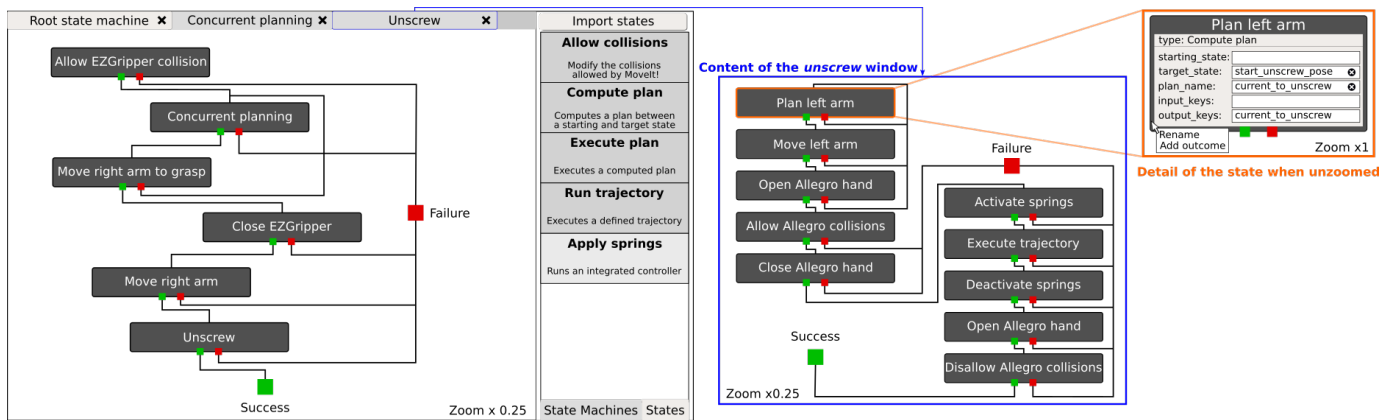 Root state machine ✖
Concurrent planning ✖
Unscrew ✖
Allow EZGripper collision
Concurrent planning
Move right arm to grasp
Close EZGripper
Failure
Move right arm
Unscrew
Success
Zoom x 0.25
Import states
Allow collisions
Modify the collisions
allowed by MoveIt!
Compute plan
Computes a plan between
a starting and target state
Execute plan
Executes a computed plan
Run trajectory
Executes a defined trajectory
Apply springs
Runs an integrated controller
State Machines
States
Content of the unscrew window
Plan left arm
Move left arm
Open Allegro hand
Allow Allegro collisions
Close Allegro hand
Failure
Activate springs
Execute trajectory
Deactivate springs
Open Allegro hand
Disallow Allegro collisions
Success
Zoom x0.25
Plan left arm
type: Compute plan
starting_state:
target_state: start_unscrew_pose
plan_name: current_to_unscrew
input_keys:
output_keys: current_to_unscrew
Rename
Add outcome
Zoom x1
Detail of the state when unzoomed